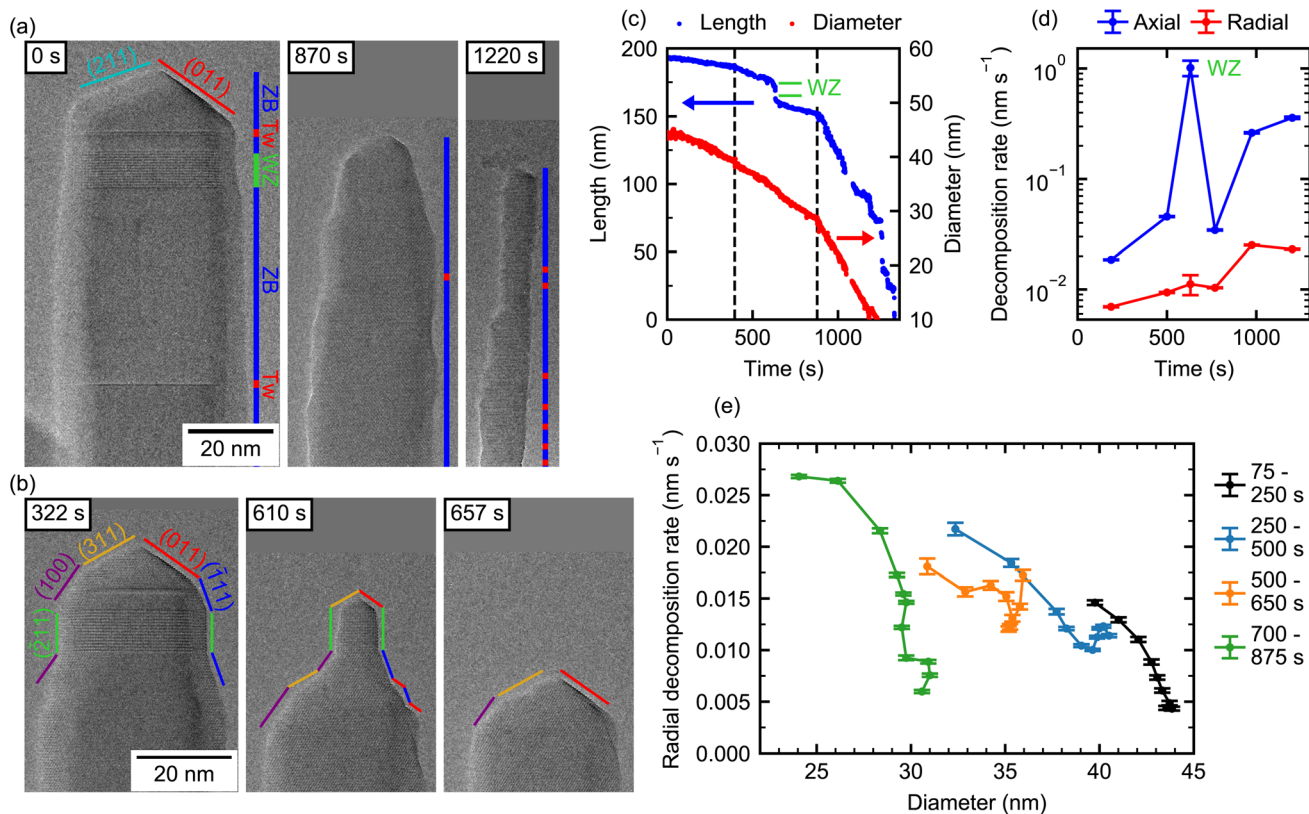 (a)
0 s
(211)
(011)
ZB
Tw
WZ
ZB
Tw
20 nm
870 s
1220 s
(b)
322 s
(100)
(311)
(011)
(1̄11)
(2̄11)
20 nm
610 s
657 s
(c)
Length
Diameter
200
150
100
50
0
Length (nm)
WZ
60
50
40
30
20
10
Diameter (nm)
0
500
1000
Time (s)
(d)
Axial
Radial
WZ
10⁰
10⁻¹
10⁻²
Decomposition rate (nm s⁻¹)
0
500
1000
Time (s)
(e)
0.030
0.025
0.020
0.015
0.010
0.005
0.000
Radial decomposition rate (nm s⁻¹)
25
30
35
40
45
Diameter (nm)
75 -
250 s
250 -
500 s
500 -
650 s
700 -
875 s